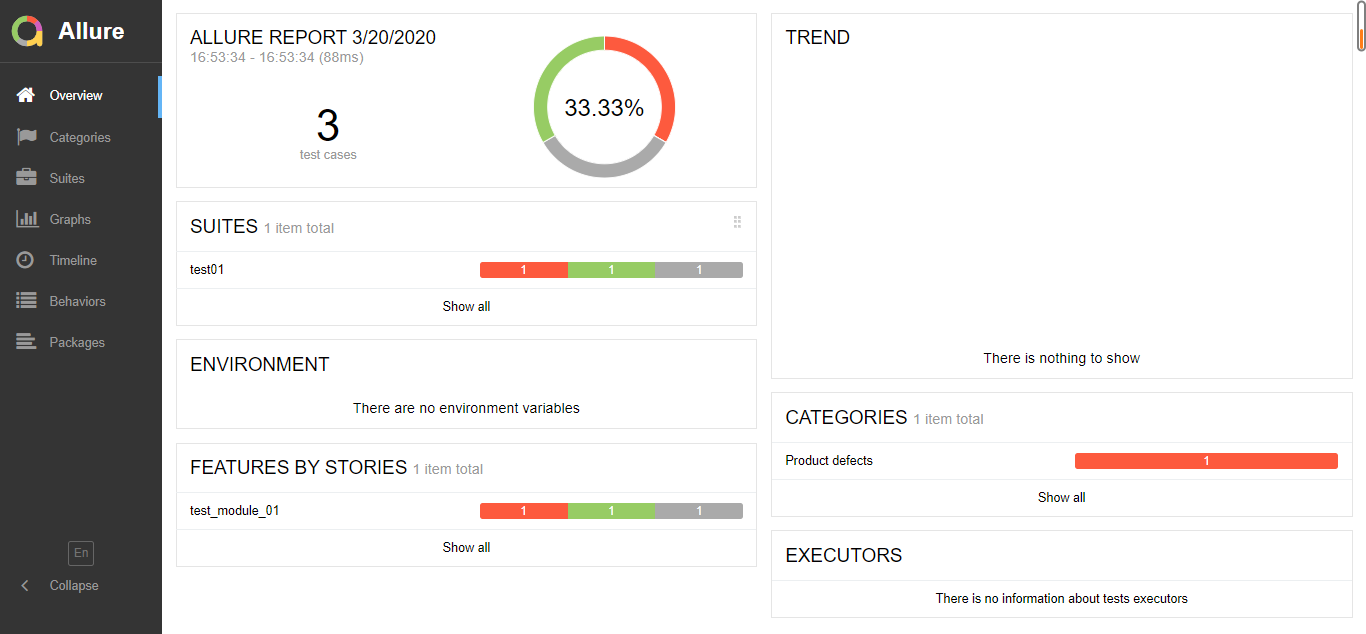 Allure
Overview
Categories
Suites
Graphs
Timeline
Behaviors
Packages
En
Collapse
ALLURE REPORT 3/20/2020
16:53:34 - 16:53:34 (88ms)
3
test cases
33.33%
SUITES 1 item total
test01 1 1 1
Show all
ENVIRONMENT
There are no environment variables
FEATURES BY STORIES 1 item total
test_module_01 1 1 1
Show all
TREND
There is nothing to show
CATEGORIES 1 item total
Product defects 1
Show all
EXECUTORS
There is no information about tests executors